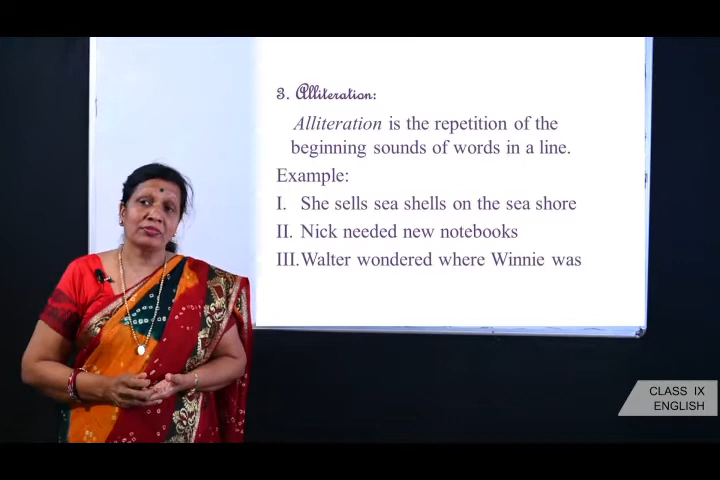 3. Alliteration:
Alliteration is the repetition of the
beginning sounds of words in a line.
Example:
I. She sells sea shells on the sea shore
II. Nick needed new notebooks
III.Walter wondered where Winnie was
CLASS IX
ENGLISH